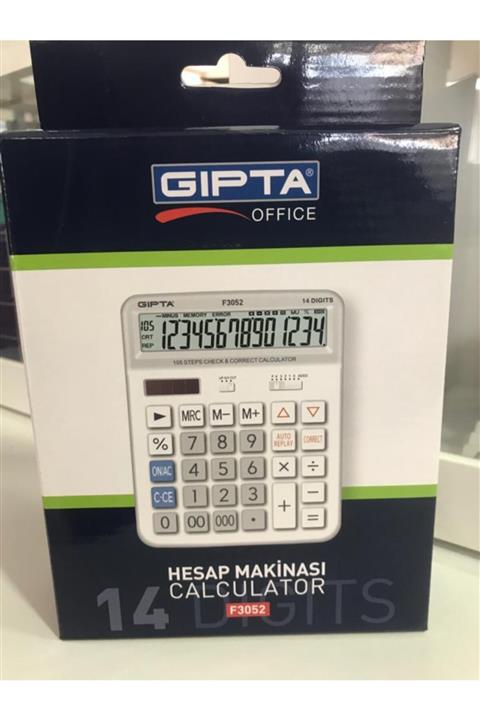 GIPTA®
OFFICE
GIPTA F3052 14 DIGITS
MINUS MEMORY ERROR MU %
105 12345678901234
CRT
REP
105 STEPS CHECK & CORRECT CALCULATOR
► MRC M− M+ △ ▽
% 7 8 9 AUTO REPLAY CORRECT
ON/AC 4 5 6 × ÷
C·CE 1 2 3 + −
0 00 000 • =
HESAP MAKİNASI
CALCULATOR
14 DIGITS
F3052